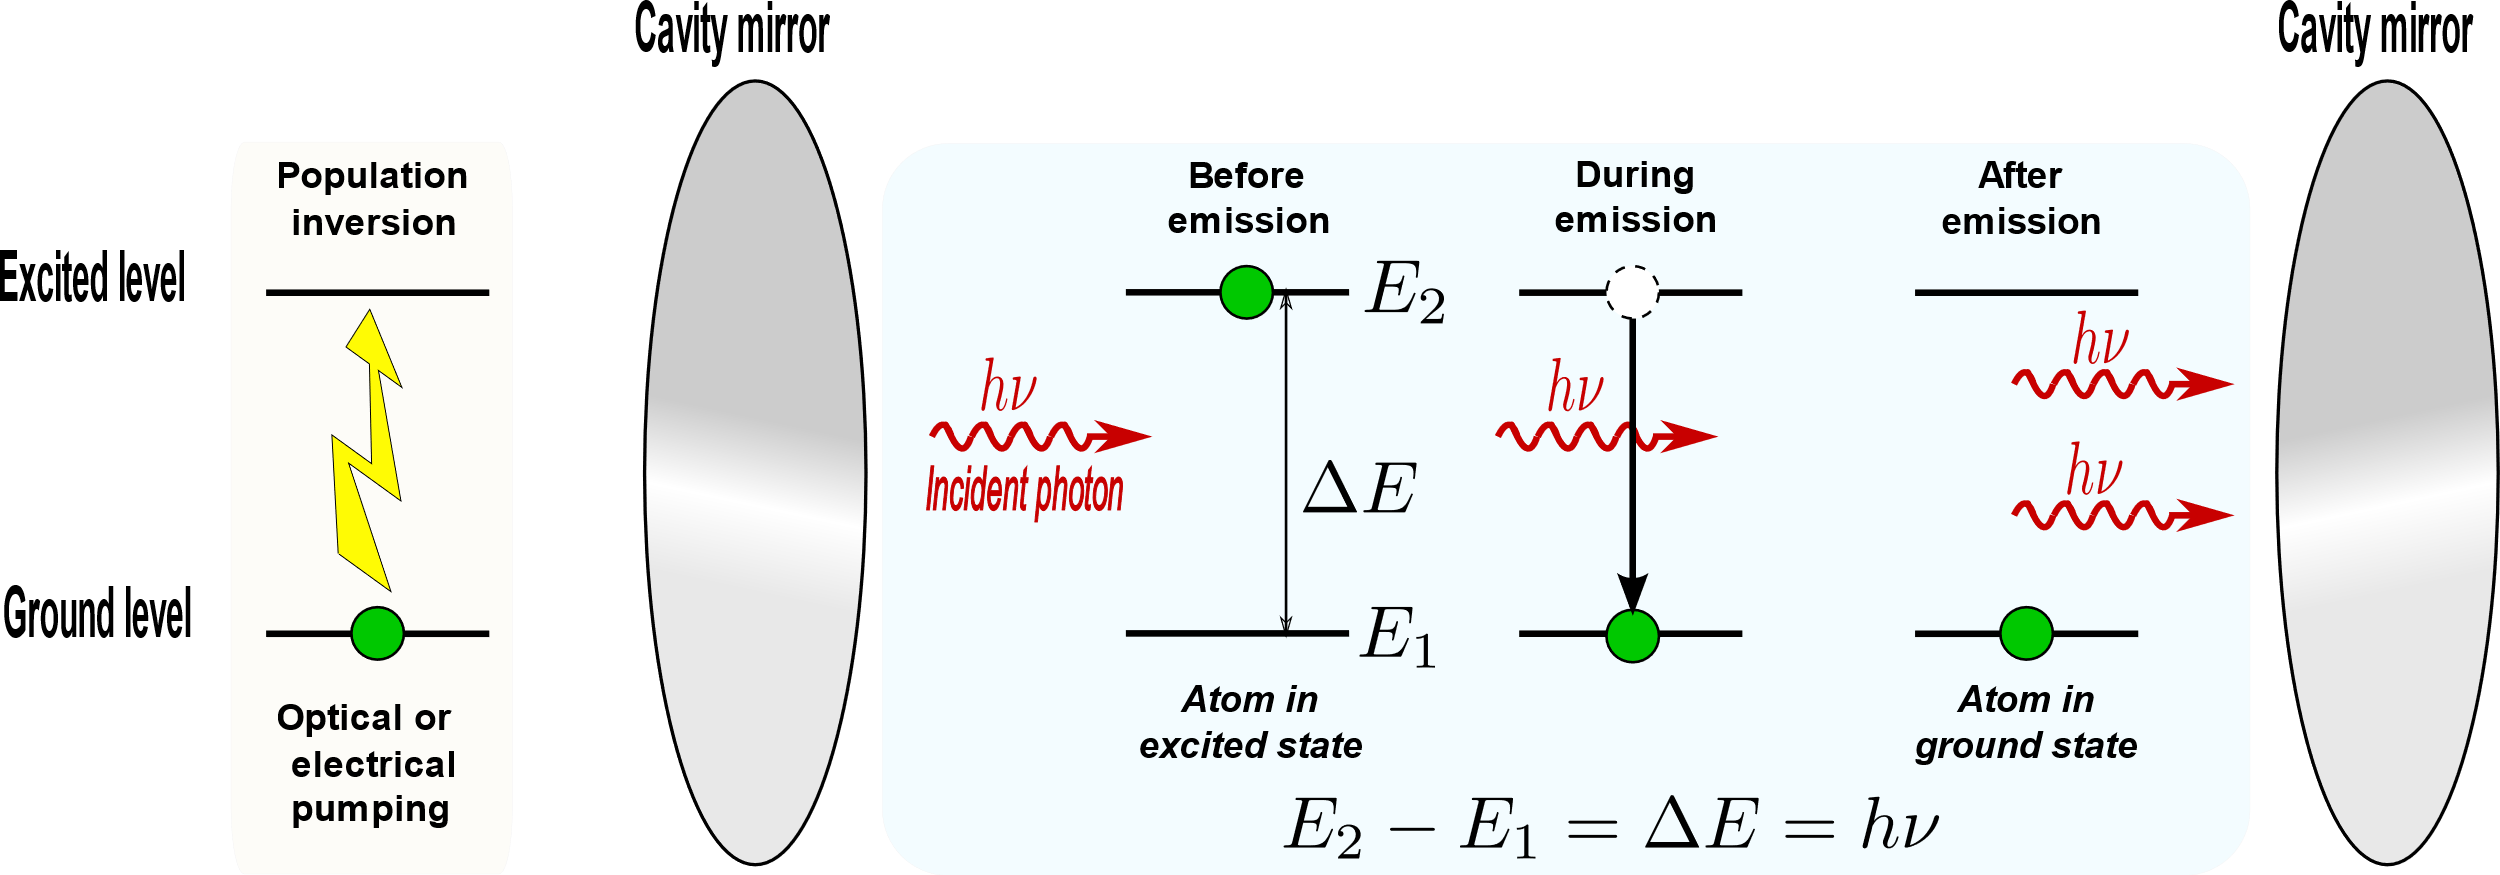 Cavity mirror
Cavity mirror
Population
inversion
Excited level
Ground level
Optical or
electrical
pumping
Before
emission
E₂
hν
Incident photon
ΔE
E₁
Atom in
excited state
During
emission
hν
After
emission
hν
hν
Atom in
ground state
E₂ − E₁ = ΔE = hν